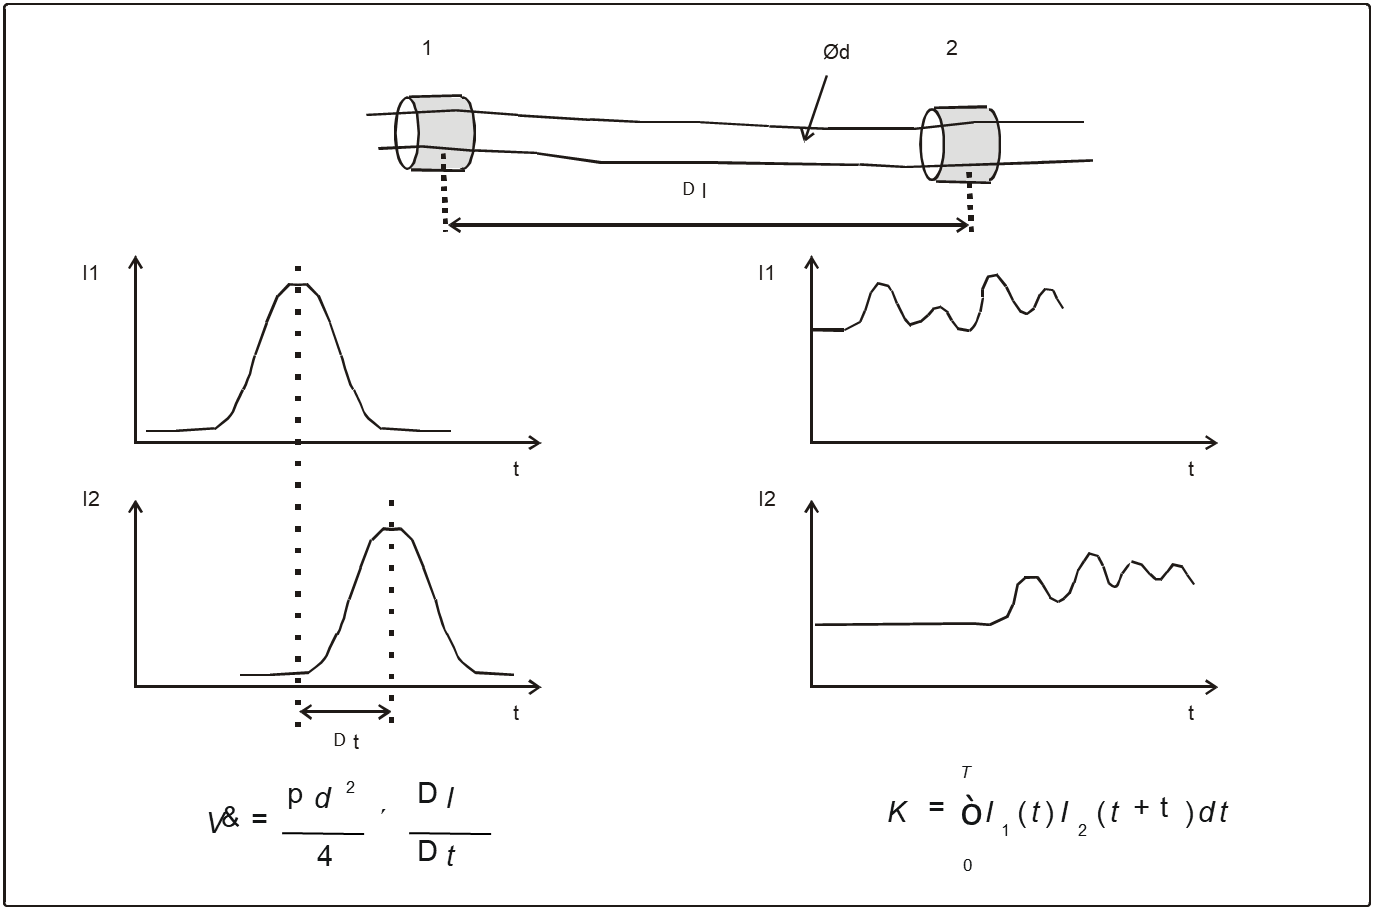 1
Ød
2
D l
I1
I1
t
t
I2
I2
t
t
D t
V& = p d 2 / 4 ´ D l / D t
T
K = ò I 1 (t) I 2 (t + t ) dt
0